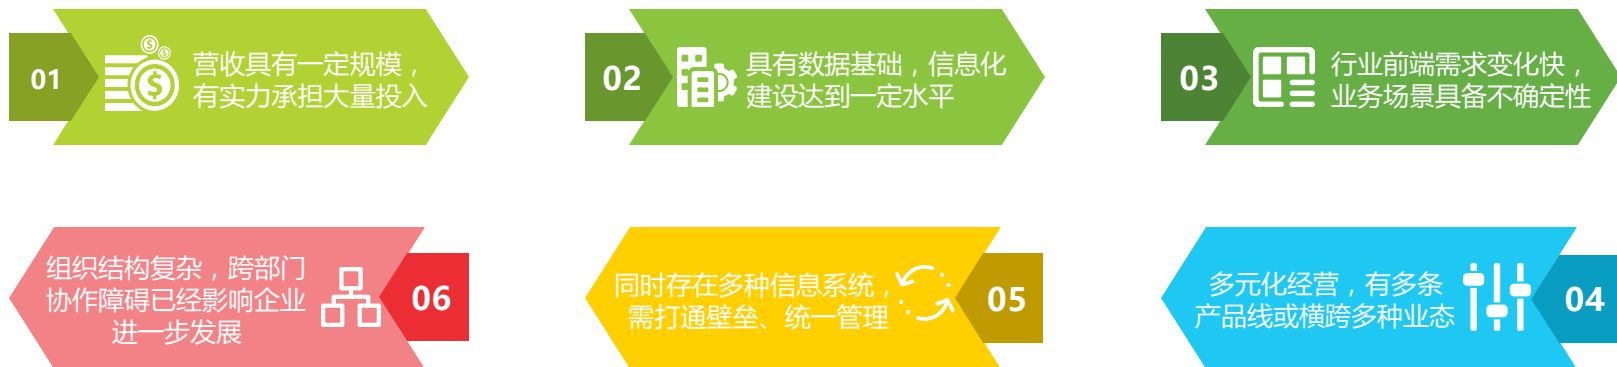 01
营收具有一定规模，
有实力承担大量投入
02
具有数据基础，信息化
建设达到一定水平
03
行业前端需求变化快，
业务场景具备不确定性
04
多元化经营，有多条
产品线或横跨多种业态
05
同时存在多种信息系统，
需打通壁垒、统一管理
06
组织结构复杂，跨部门
协作障碍已经影响企业
进一步发展